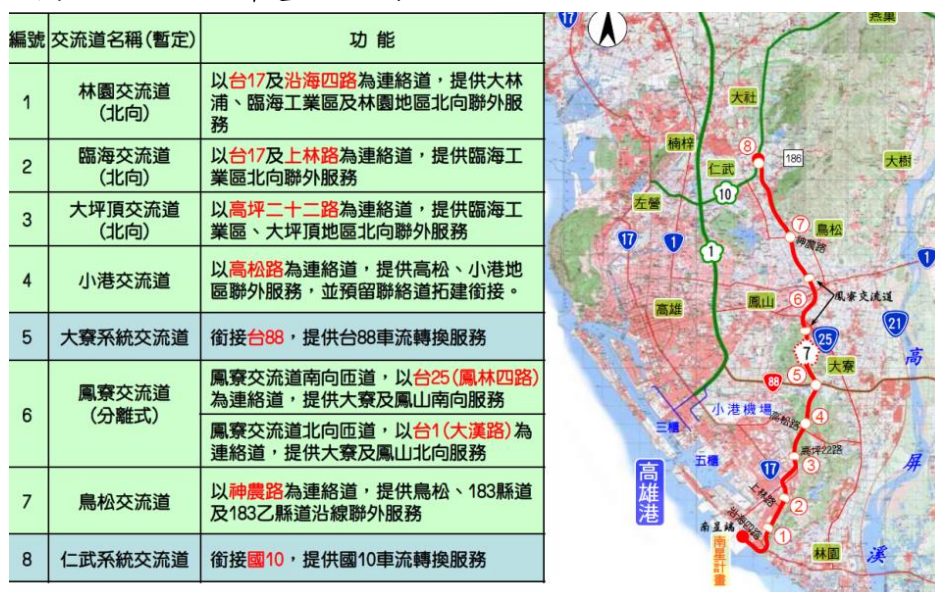 編號 交流道名稱(暫定) 功 能
1 林園交流道
(北向)
以台17及沿海四路為連絡道，提供大林
浦、臨海工業區及林園地區北向聯外服
務
2 臨海交流道
(北向)
以台17及上林路為連絡道，提供臨海工
業區北向聯外服務
3 大坪頂交流道
(北向)
以高坪二十二路為連絡道，提供臨海工
業區、大坪頂地區北向聯外服務
4 小港交流道
以高松路為連絡道，提供高松、小港地
區聯外服務，並預留聯絡道拓建銜接。
5 大寮系統交流道 銜接台88，提供台88車流轉換服務
6 鳳寮交流道
(分離式)
鳳寮交流道南向匝道，以台25(鳳林四路)
為連絡道，提供大寮及鳳山南向服務
鳳寮交流道北向匝道，以台1(大漢路)為
連絡道，提供大寮及鳳山北向服務
7 鳥松交流道
以神農路為連絡道，提供鳥松、183縣道
及183乙縣道沿線聯外服務
8 仁武系統交流道 銜接國10，提供國10車流轉換服務
17
燕巢
大社
楠梓
8
186
仁武
大樹
10
左營
7
鳥松
神農路
17
1
1
1
高雄
鳳山
6
鳳寮交流道
21
25
7
高
5
大寮
88
小港機場
4
高松路
三櫃
高坪22路
五櫃
17
3
屏
高雄港
上林路
2
沿海四路
南星端
1
林園
溪
南星計畫